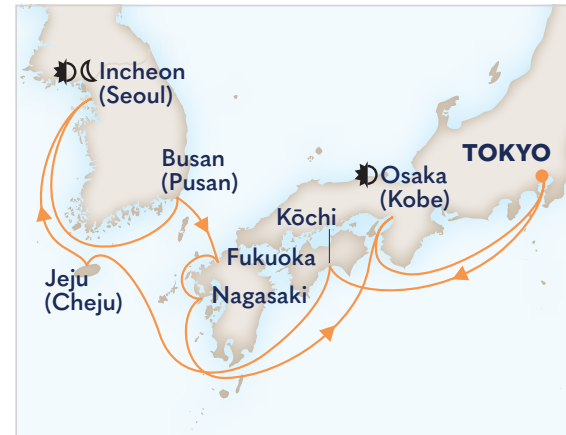 Incheon
(Seoul)
Busan
(Pusan)
TOKYO
Osaka
(Kobe)
Kōchi
Fukuoka
Jeju
(Cheju)
Nagasaki